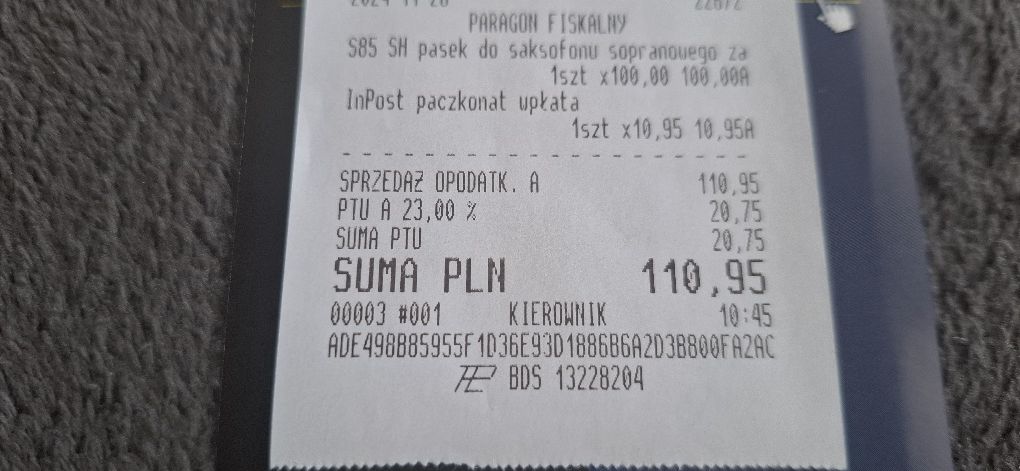 PARAGON FISKALNY
S85 SH pasek do saksofonu sopranowego za
1szt x100,00 100,00A
InPost paczkomat wpłata
1szt x10,95 10,95A
- - - - - - - - - - - - - - - - - - - -
SPRZEDAŻ OPODATK. A 110,95
PTU A 23,00 % 20,75
SUMA PTU 20,75
SUMA PLN 110,95
00003 #001 KIEROWNIK 10:45
ADE498B85955F1D36E93D1886B6A2D3B800FA2AC
BDS 13228204